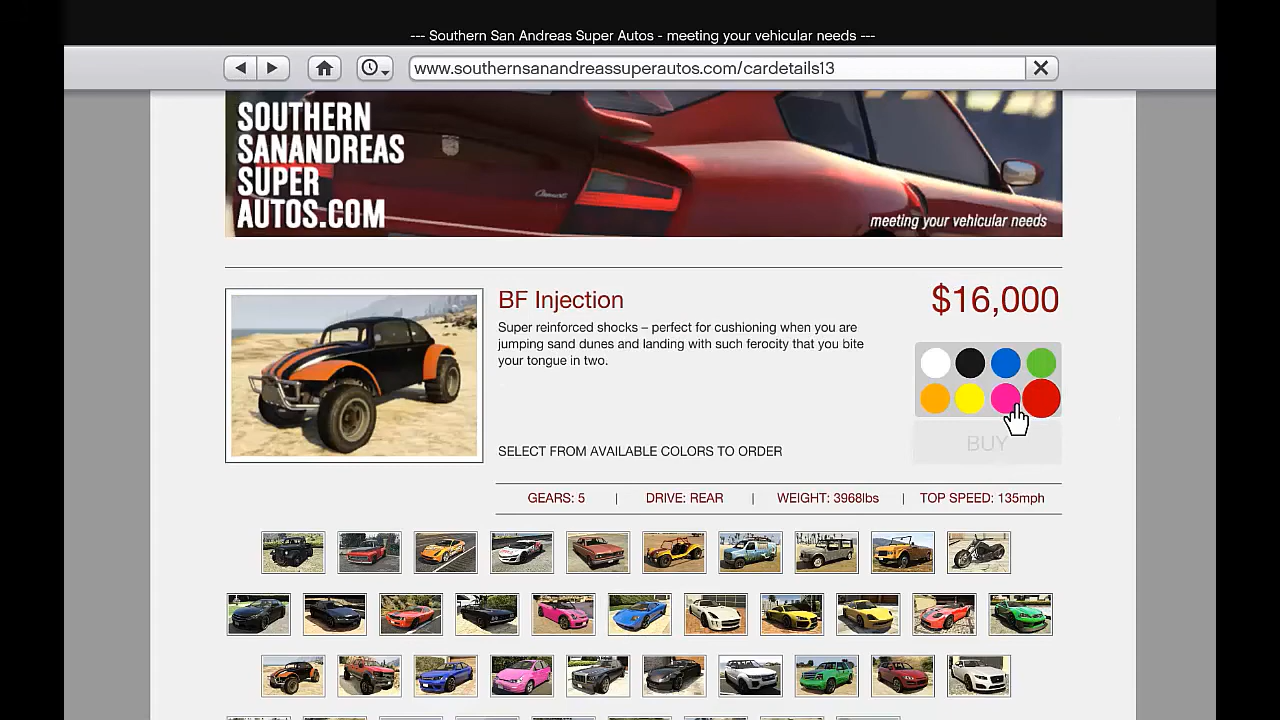 --- Southern San Andreas Super Autos - meeting your vehicular needs ---
www.southernsanandreassuperautos.com/cardetails13
SOUTHERN
SANANDREAS
SUPER
AUTOS.COM
meeting your vehicular needs
BF Injection
$16,000
Super reinforced shocks – perfect for cushioning when you are
jumping sand dunes and landing with such ferocity that you bite
your tongue in two.
SELECT FROM AVAILABLE COLORS TO ORDER
BUY
GEARS: 5 | DRIVE: REAR | WEIGHT: 3968lbs | TOP SPEED: 135mph